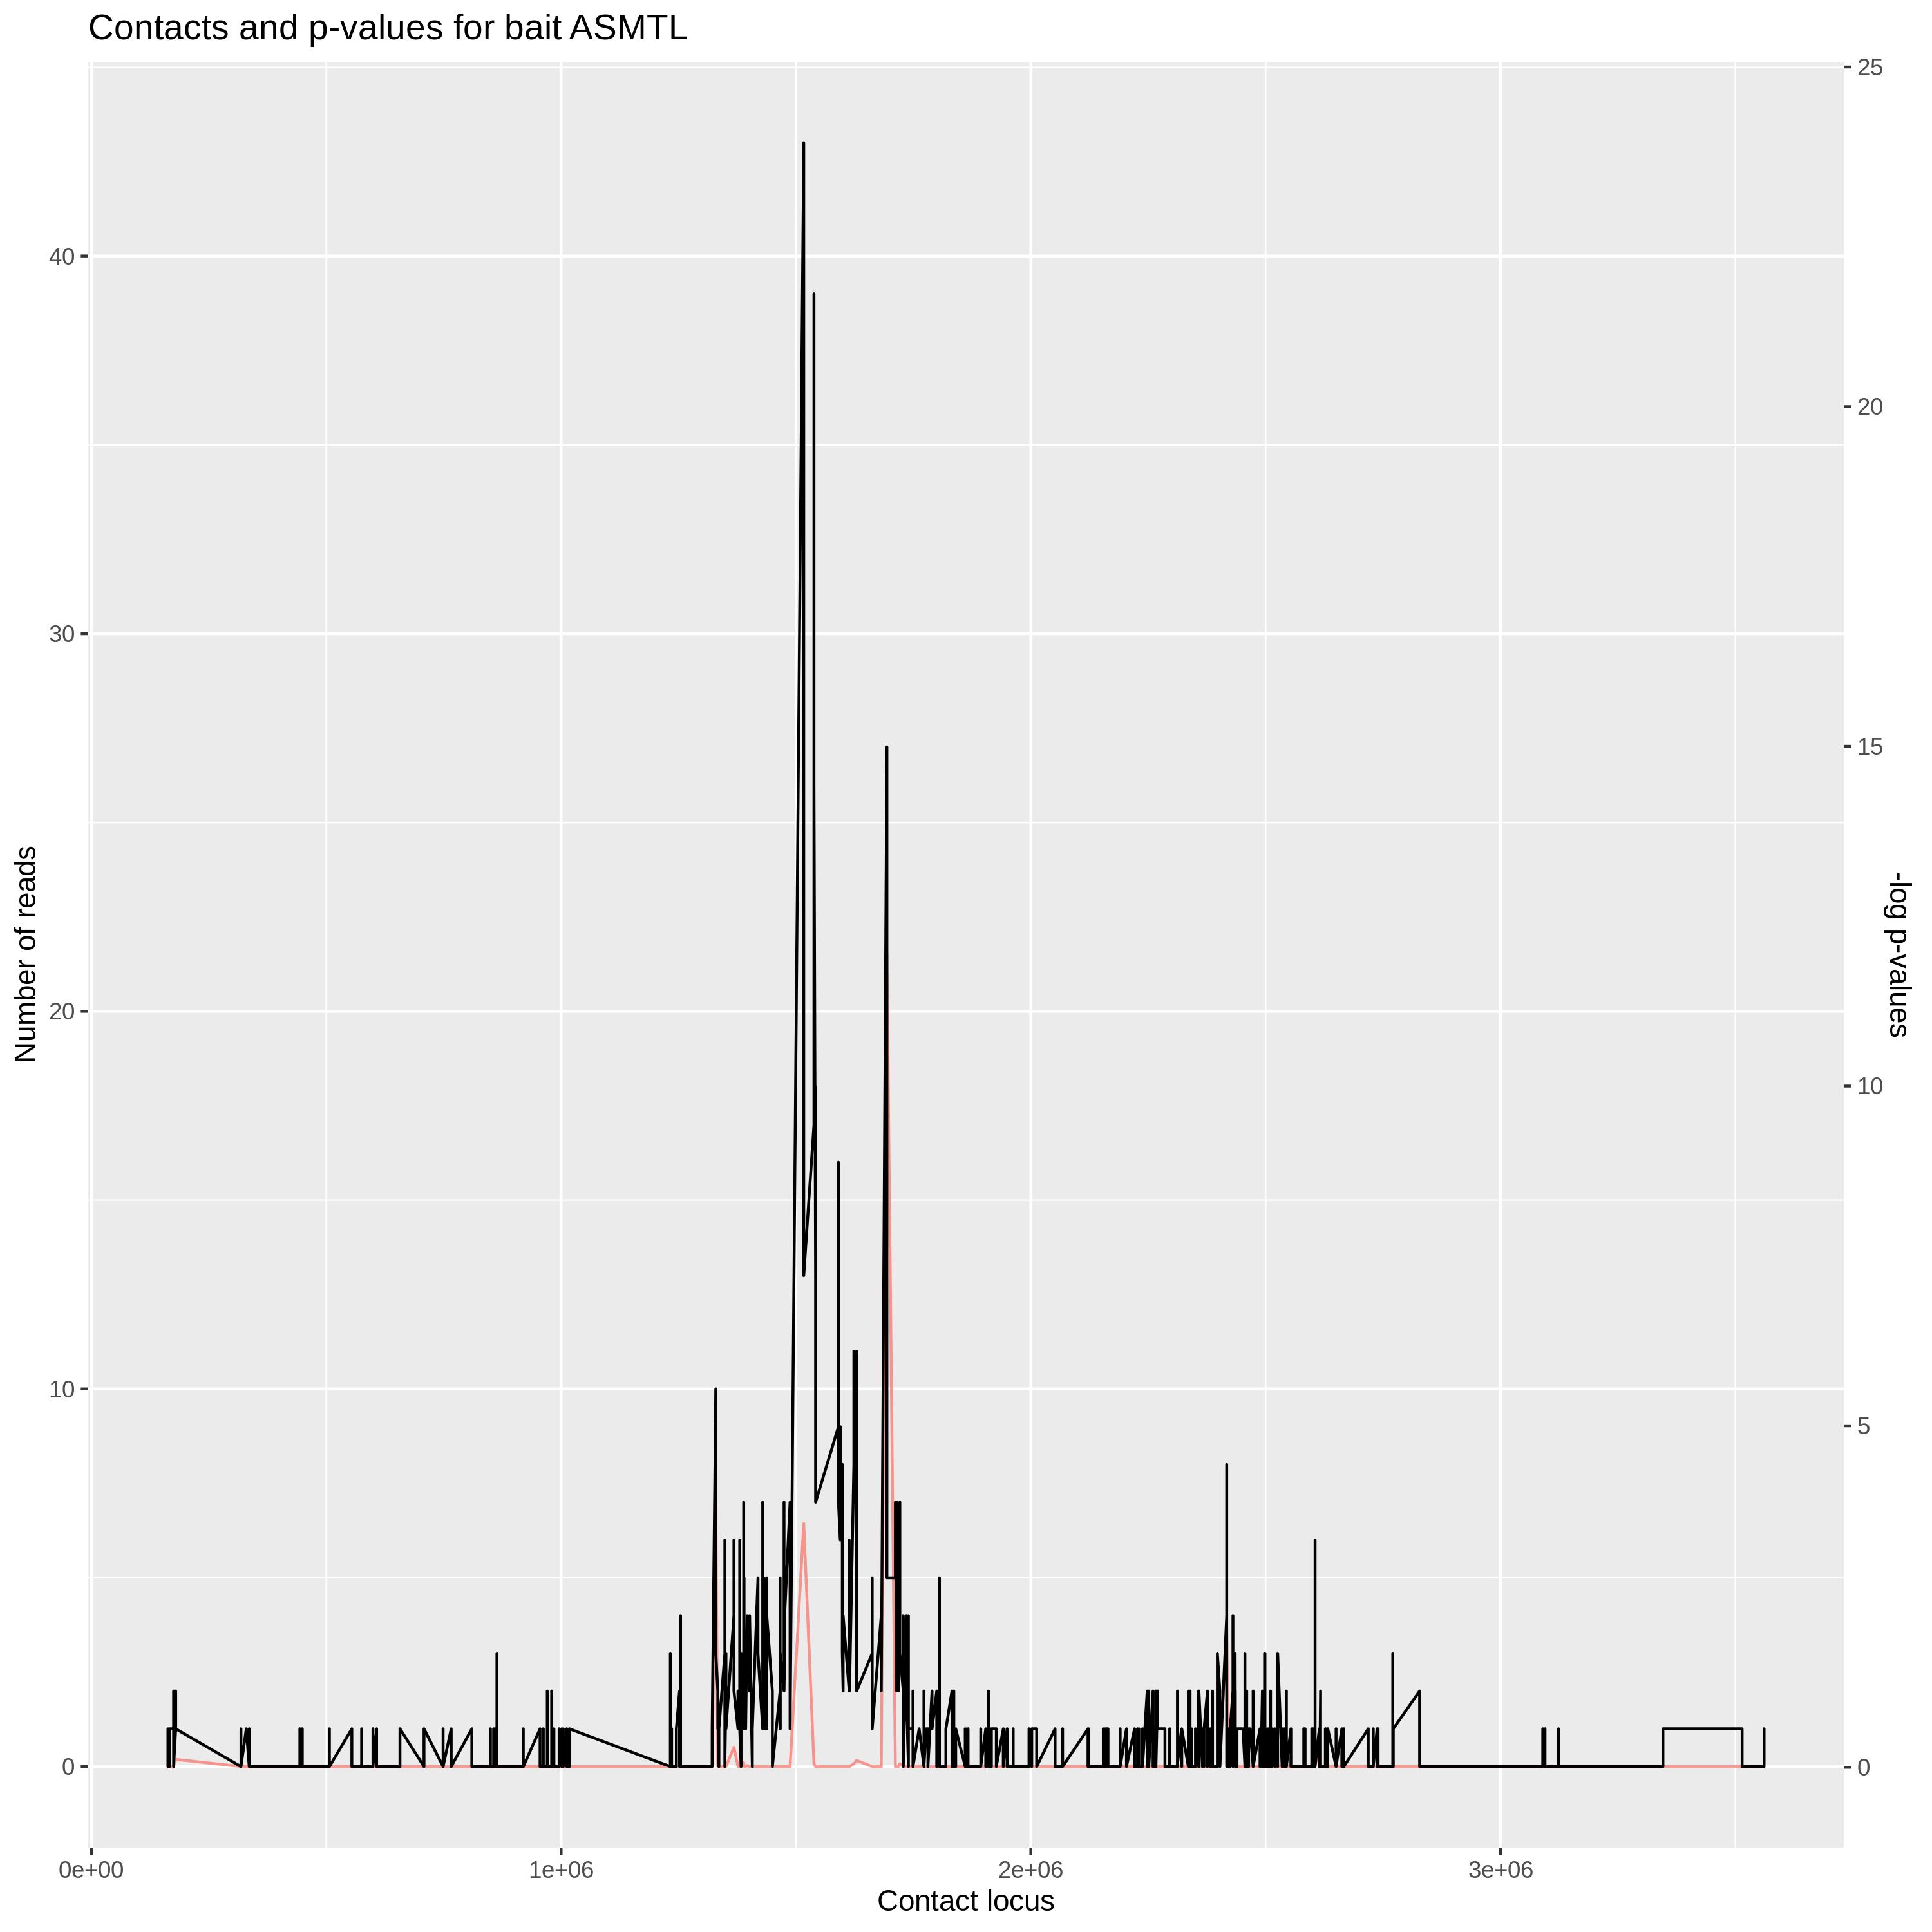 Contacts and p-values for bait ASMTL
40
30
20
10
0
Number of reads
25
20
15
10
5
0
-log p-values
0e+00 1e+06 2e+06 3e+06
Contact locus